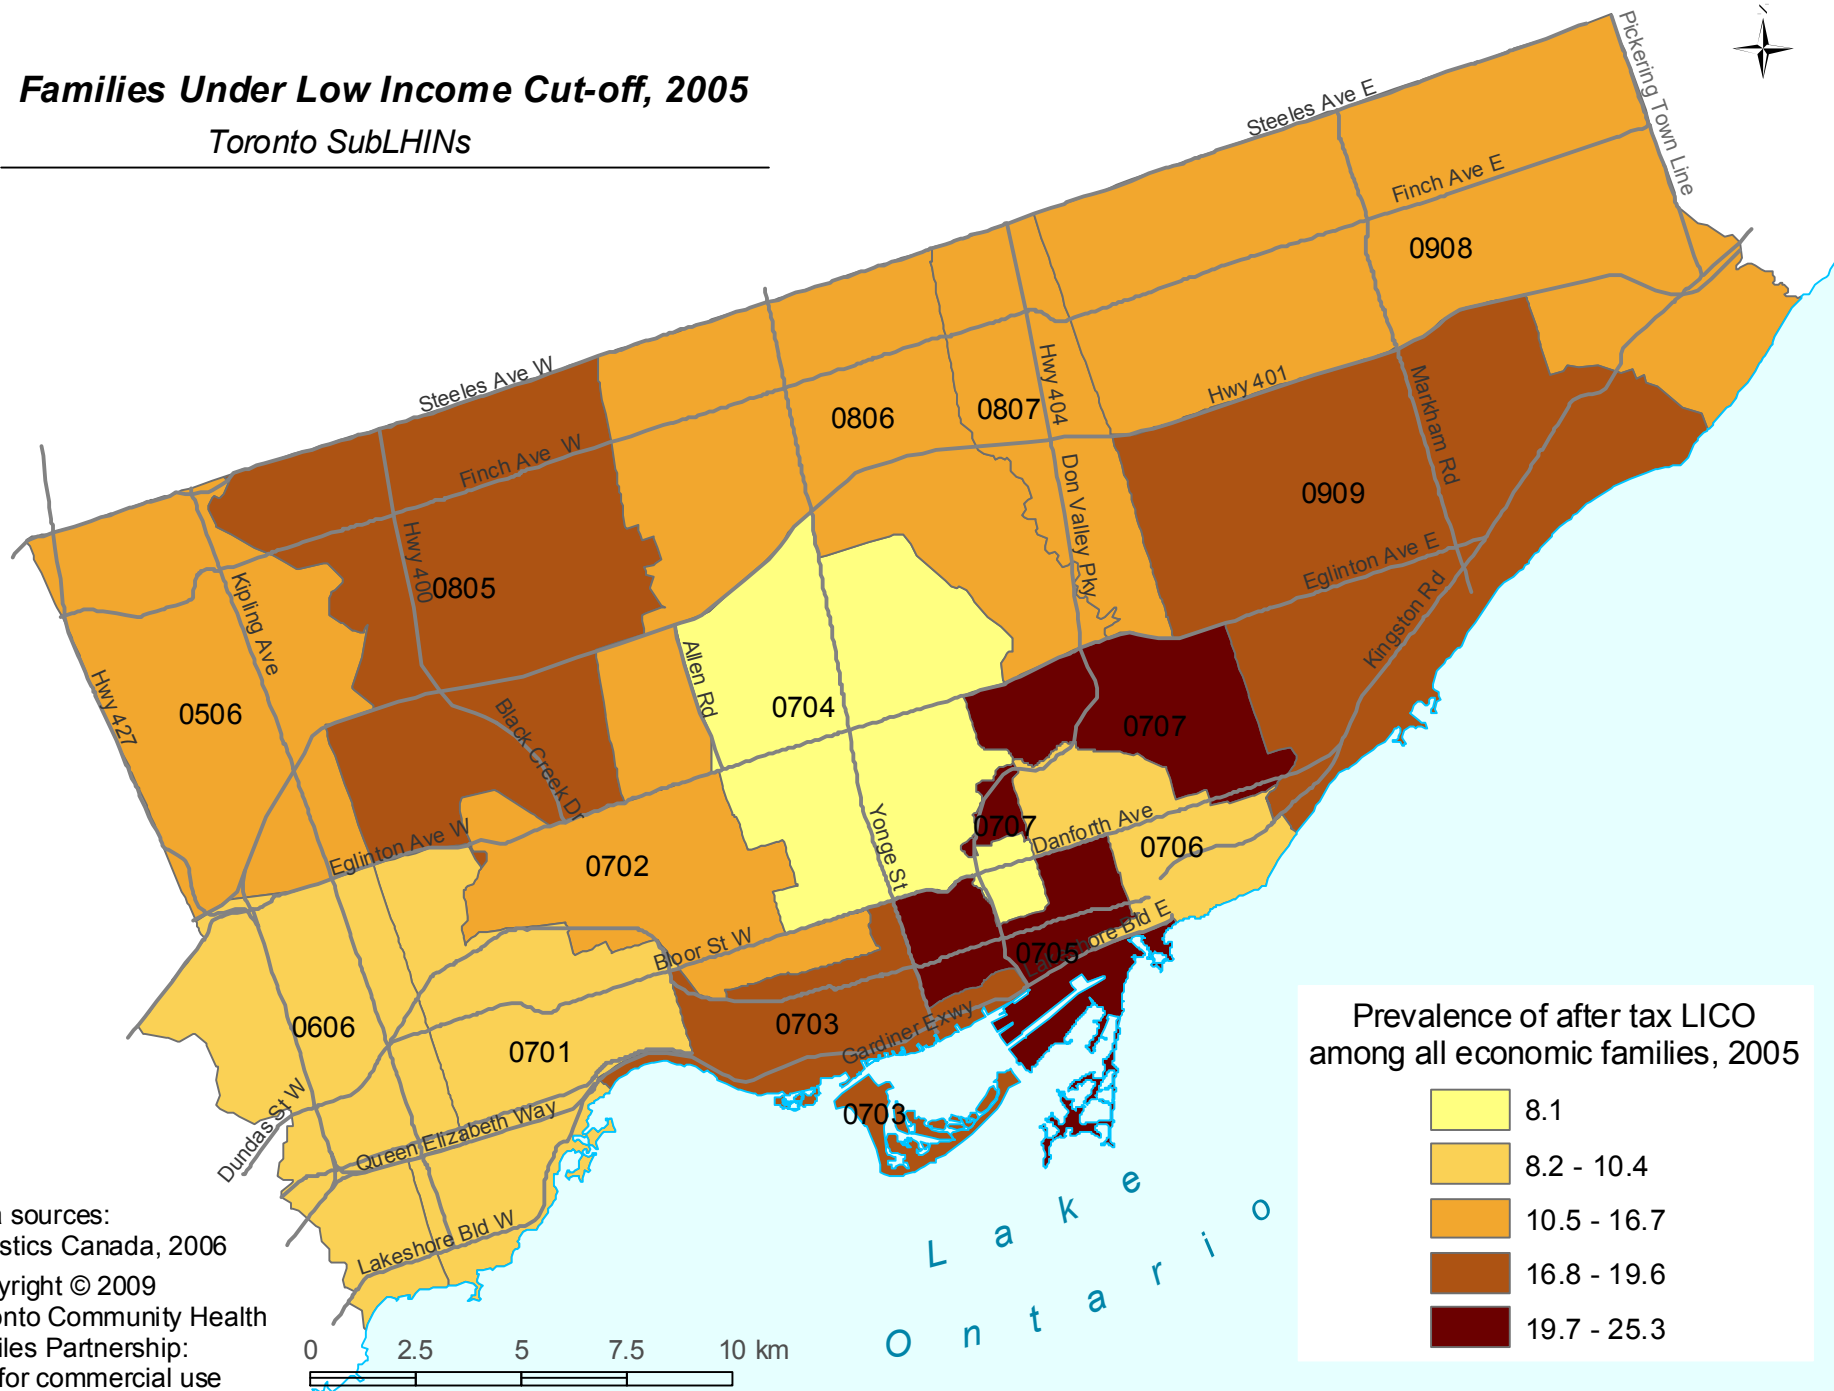 Families Under Low Income Cut-off, 2005
Toronto SubLHINs
N
Pickering Town Line
Steeles Ave E
Finch Ave E
0908
Steeles Ave W
Hwy 404
Hwy 401
Markham Rd
0806
0807
Finch Ave W
Don Valley Pky
0909
Hwy 400
0805
Kipling Ave
Eglinton Ave E
Kingston Rd
Allen Rd
Hwy 427
0506
Black Creek Dr
0704
0707
Yonge St
0707
Danforth Ave
0706
Eglinton Ave W
0702
Bloor St W
0705
Lakeshore Bld E
0606
0701
0703
Gardiner Exwy
0703
Dundas St W
Queen Elizabeth Way
Lakeshore Bld W
Lake
Ontario
Prevalence of after tax LICO
among all economic families, 2005
8.1
8.2 - 10.4
10.5 - 16.7
16.8 - 19.6
19.7 - 25.3
a sources:
istics Canada, 2006
yright © 2009
onto Community Health
iles Partnership:
for commercial use
0 2.5 5 7.5 10 km